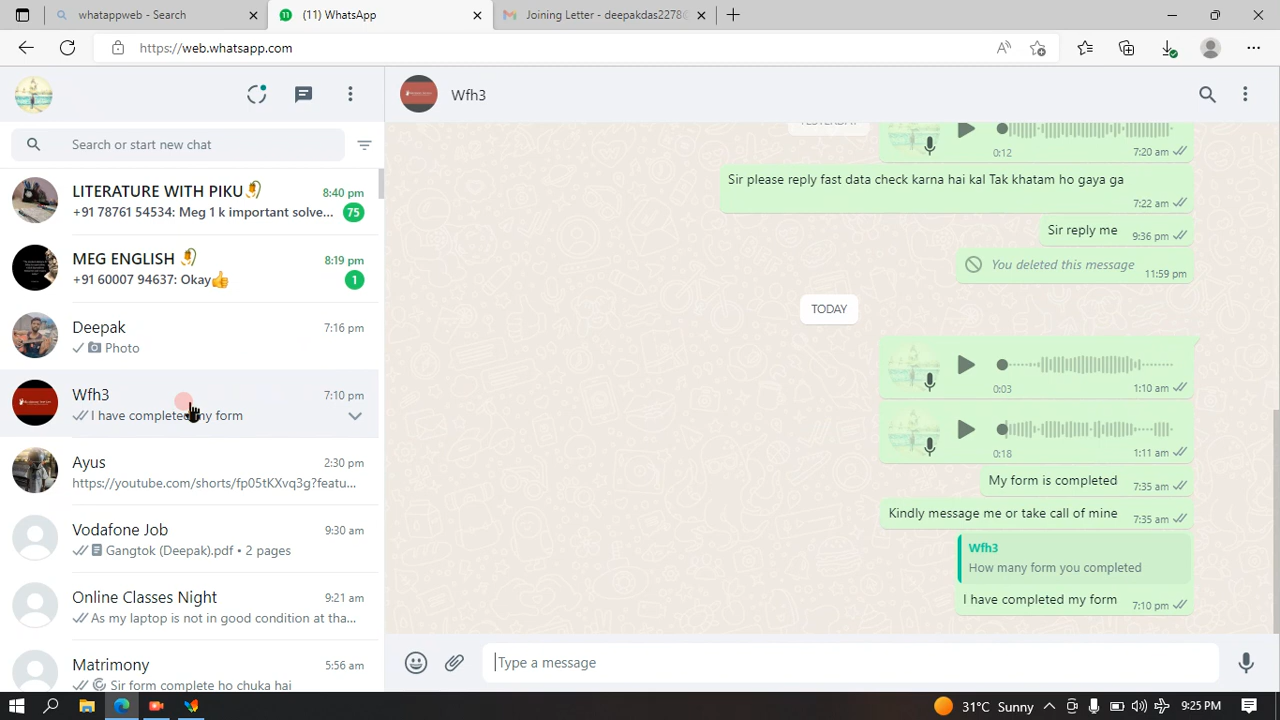 whatappweb - Search
(11) WhatsApp
Joining Letter - deepakdas2278
https://web.whatsapp.com
Wfh3
Search or start new chat
LITERATURE WITH PIKU
8:40 pm
+91 78761 54534: Meg 1 k important solve...
75
MEG ENGLISH
8:19 pm
+91 60007 94637: Okay👍
1
Deepak
7:16 pm
Photo
Wfh3
7:10 pm
I have completed my form
Ayus
2:30 pm
https://youtube.com/shorts/fp05tKXvq3g?featu...
Vodafone Job
9:30 am
Gangtok (Deepak).pdf • 2 pages
Online Classes Night
9:21 am
As my laptop is not in good condition at tha...
Matrimony
5:56 am
Sir form complete ho chuka hai
YESTERDAY
0:12
7:20 am
Sir please reply fast data check karna hai kal Tak khatam ho gaya ga
7:22 am
Sir reply me
9:36 pm
You deleted this message
11:59 pm
TODAY
0:03
1:10 am
0:18
1:11 am
My form is completed
7:35 am
Kindly message me or take call of mine
7:35 am
Wfh3
How many form you completed
I have completed my form
7:10 pm
Type a message
31°C Sunny
9:25 PM